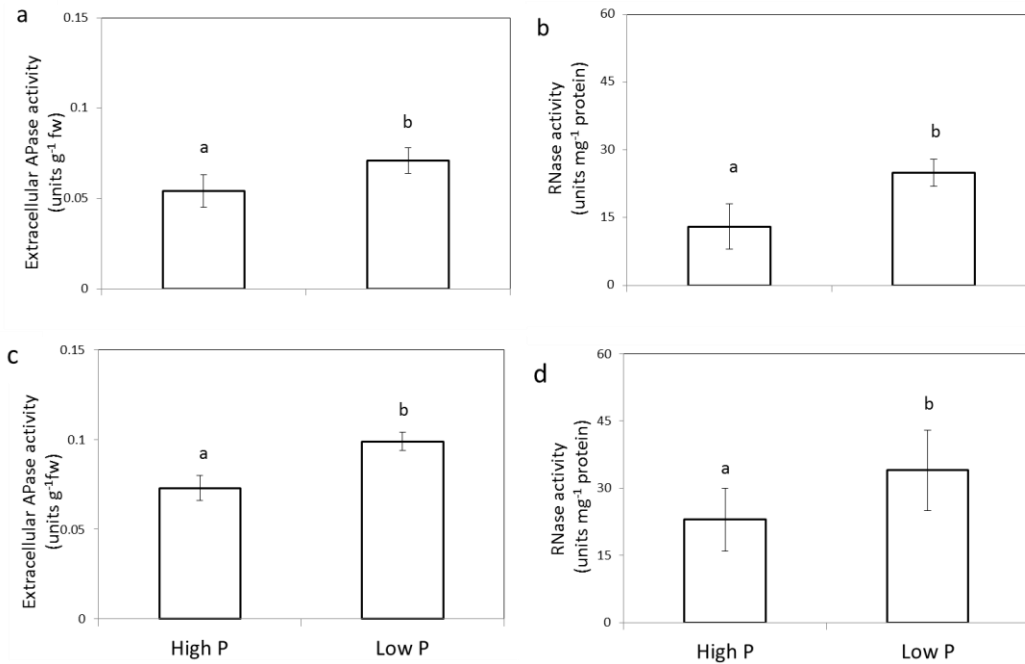 a
Extracellular APase activity
(units g⁻¹ fw)
0.15
0.1
0.05
0
a
b
b
RNase activity
(units mg⁻¹ protein)
60
45
30
15
0
a
b
c
Extracellular APase activity
(units g⁻¹fw)
0.15
0.1
0.05
0
a
b
High P
Low P
d
RNase activity
(units mg⁻¹ protein)
60
45
30
15
0
a
b
High P
Low P